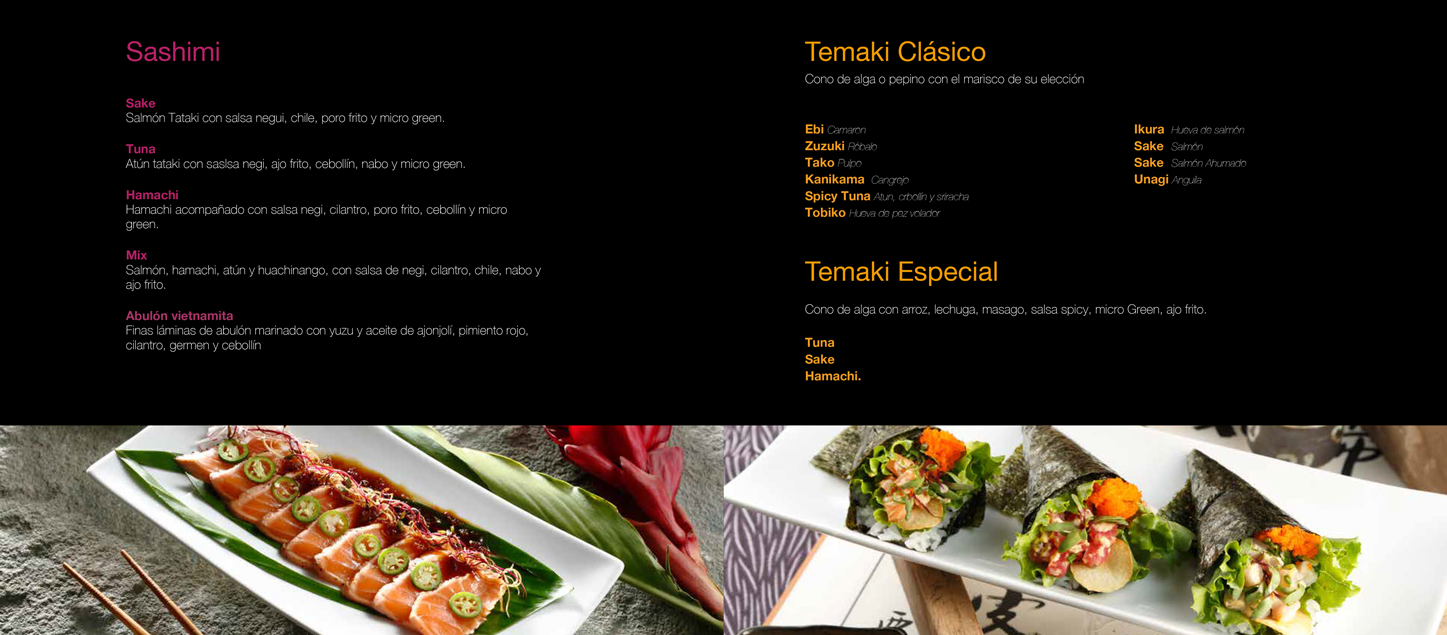 Sashimi
Sake
Salmón Tataki con salsa negui, chile, poro frito y micro green.
Tuna
Atún tataki con saslsa negi, ajo frito, cebollín, nabo y micro green.
Hamachi
Hamachi acompañado con salsa negi, cilantro, poro frito, cebollín y micro
green.
Mix
Salmón, hamachi, atún y huachinango, con salsa de negi, cilantro, chile, nabo y
ajo frito.
Abulón vietnamita
Finas láminas de abulón marinado con yuzu y aceite de ajonjolí, pimiento rojo,
cilantro, germen y cebollín
Temaki Clásico
Cono de alga o pepino con el marisco de su elección
Ebi Camaron
Zuzuki Róbalo
Tako Pulpo
Kanikama Cangrejo
Spicy Tuna Atun, crbollín y sriracha
Tobiko Hueva de pez volador
Ikura Hueva de salmón
Sake Salmón
Sake Salmón Ahumado
Unagi Anguila
Temaki Especial
Cono de alga con arroz, lechuga, masago, salsa spicy, micro Green, ajo frito.
Tuna
Sake
Hamachi.